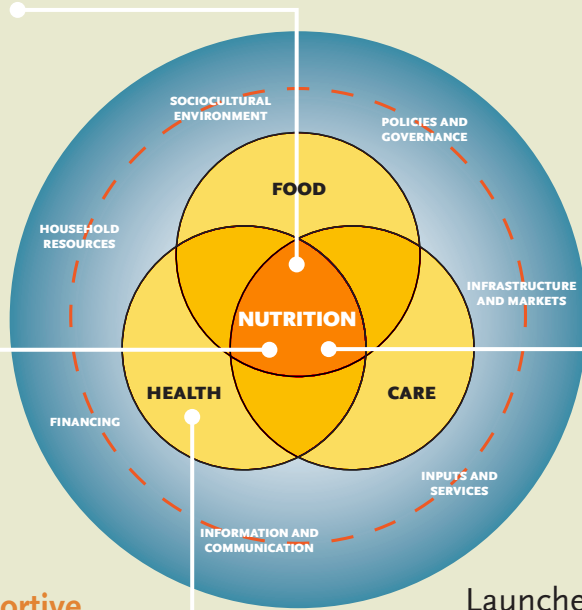 SOCIOCULTURAL
ENVIRONMENT
POLICIES AND
GOVERNANCE
FOOD
HOUSEHOLD
RESOURCES
INFRASTRUCTURE
AND MARKETS
NUTRITION
HEALTH
CARE
FINANCING
INPUTS AND
SERVICES
INFORMATION AND
COMMUNICATION
ortive
Launche